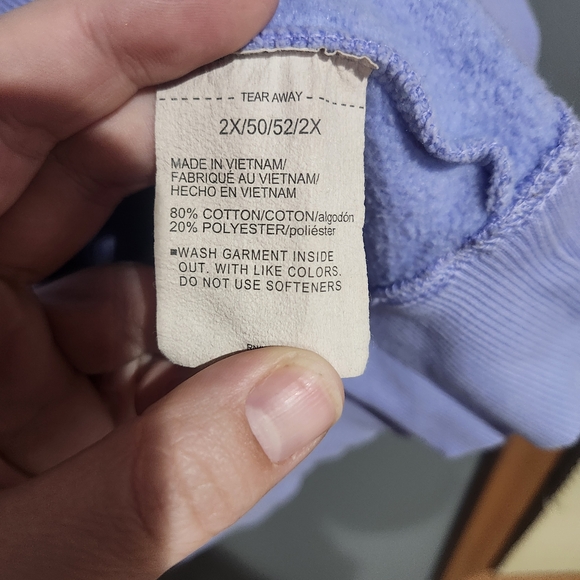 TEAR AWAY
2X/50/52/2X
MADE IN VIETNAM/
FABRIQUÉ AU VIETNAM/
HECHO EN VIETNAM
80% COTTON/COTON/algodón
20% POLYESTER/poliéster
WASH GARMENT INSIDE
OUT. WITH LIKE COLORS.
DO NOT USE SOFTENERS